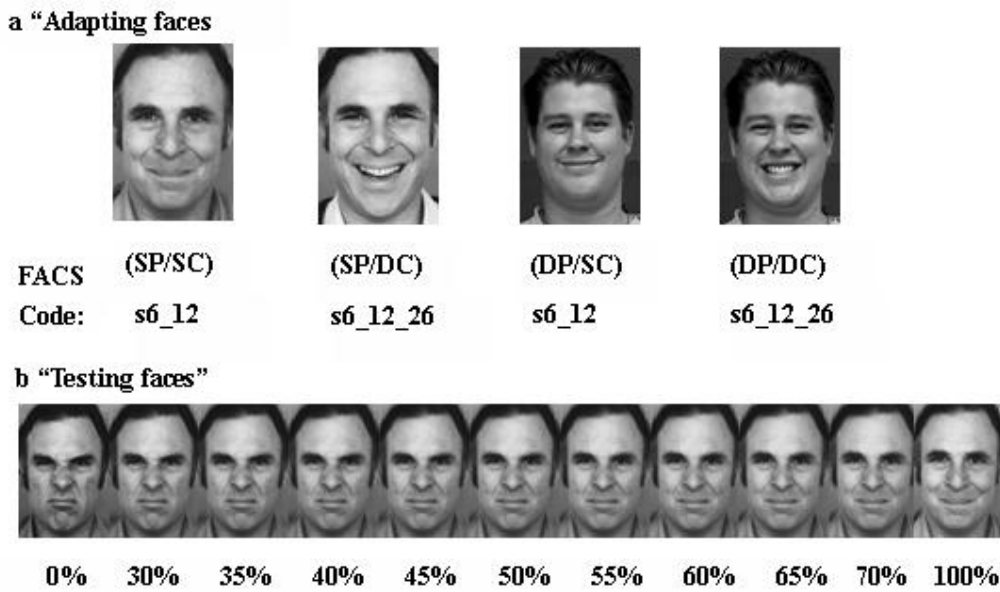 a “Adapting faces
(SP/SC) (SP/DC) (DP/SC) (DP/DC)
FACS
Code: s6_12 s6_12_26 s6_12 s6_12_26
b “Testing faces”
0% 30% 35% 40% 45% 50% 55% 60% 65% 70% 100%